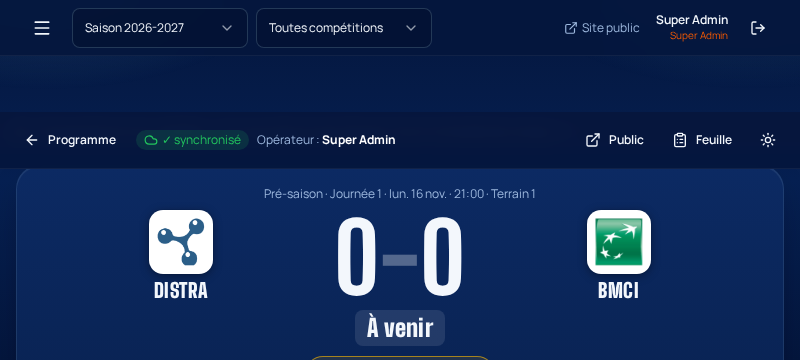 Saison 2026-2027
Toutes compétitions
Site public
Super Admin
Super Admin
Programme
✓ synchronisé
Opérateur : Super Admin
Public
Feuille
Pré-saison · Journée 1 · lun. 16 nov. · 21:00 · Terrain 1
DISTRA
0–0
BMCI
À venir